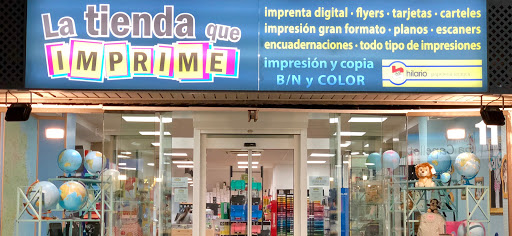 La tienda que
IMPRIME
imprenta digital · flyers · tarjetas · carteles
impresión gran formato · planos · escaners
encuadernaciones · todo tipo de impresiones
impresión y copia
B/N y COLOR
hilario